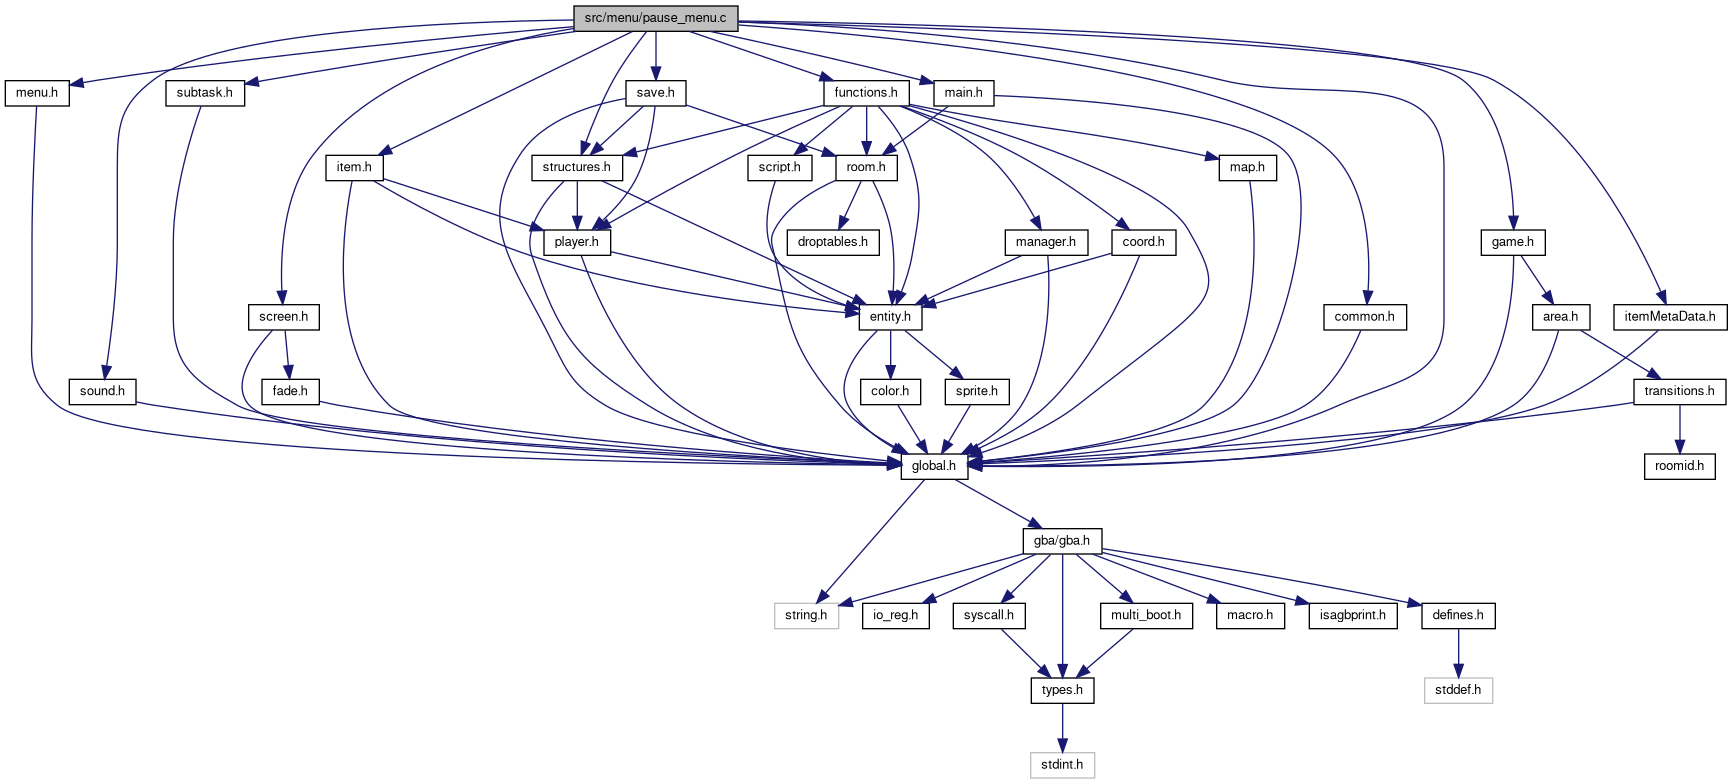 src/menu/pause_menu.c
menu.h
subtask.h
save.h
functions.h
main.h
item.h
structures.h
script.h
room.h
map.h
player.h
droptables.h
manager.h
coord.h
game.h
screen.h
entity.h
common.h
area.h
itemMetaData.h
sound.h
fade.h
color.h
sprite.h
transitions.h
global.h
roomid.h
gba/gba.h
string.h
io_reg.h
syscall.h
multi_boot.h
macro.h
isagbprint.h
defines.h
types.h
stddef.h
stdint.h